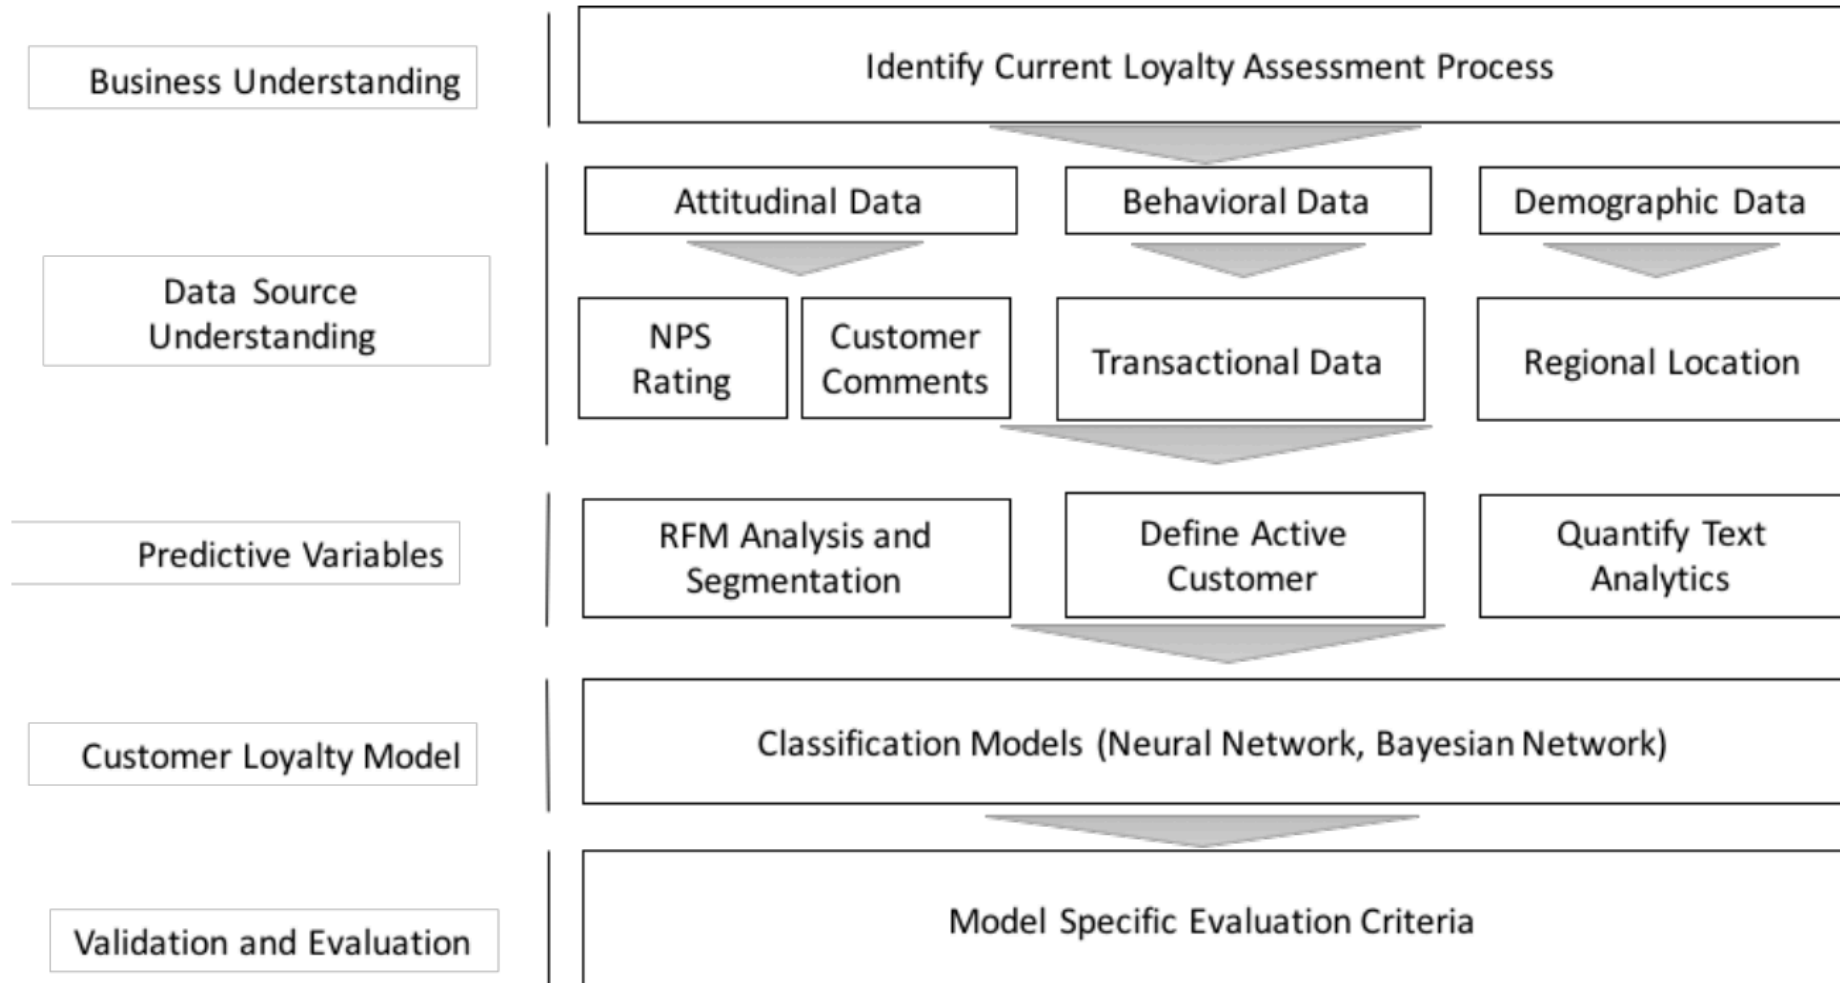 Business Understanding
Identify Current Loyalty Assessment Process
Data Source
Understanding
Attitudinal Data
Behavioral Data
Demographic Data
NPS
Rating
Customer
Comments
Transactional Data
Regional Location
Predictive Variables
RFM Analysis and
Segmentation
Define Active
Customer
Quantify Text
Analytics
Customer Loyalty Model
Classification Models (Neural Network, Bayesian Network)
Validation and Evaluation
Model Specific Evaluation Criteria